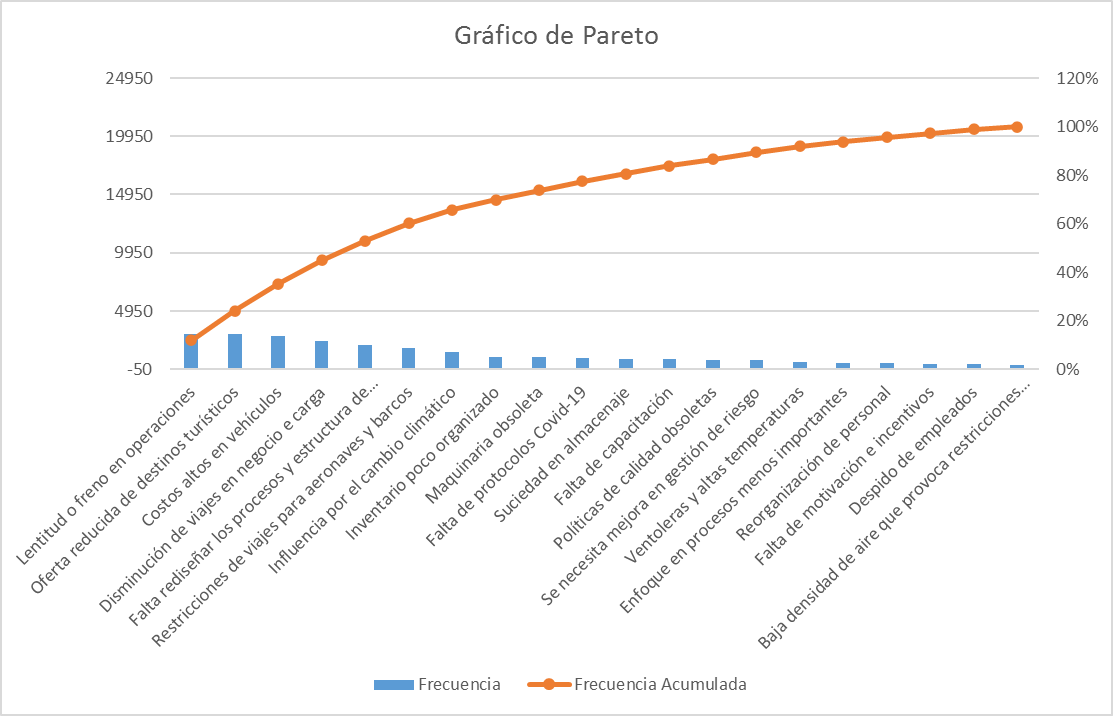 Gráfico de Pareto
24950
19950
14950
9950
4950
-50
120%
100%
80%
60%
40%
20%
0%
Lentitud o freno en operaciones
Oferta reducida de destinos turísticos
Costos altos en vehículos
Disminución de viajes en negocio e carga
Falta rediseñar los procesos y estructura de...
Restricciones de viajes para aeronaves y barcos
Influencia por el cambio climático
Inventario poco organizado
Maquinaria obsoleta
Falta de protocolos Covid-19
Suciedad en almacenaje
Falta de capacitación
Políticas de calidad obsoletas
Se necesita mejora en gestión de riesgo
Ventoleras y altas temperaturas
Enfoque en procesos menos importantes
Reorganización de personal
Falta de motivación e incentivos
Despido de empleados
Baja densidad de aire que provoca restricciones...
Frecuencia
Frecuencia Acumulada